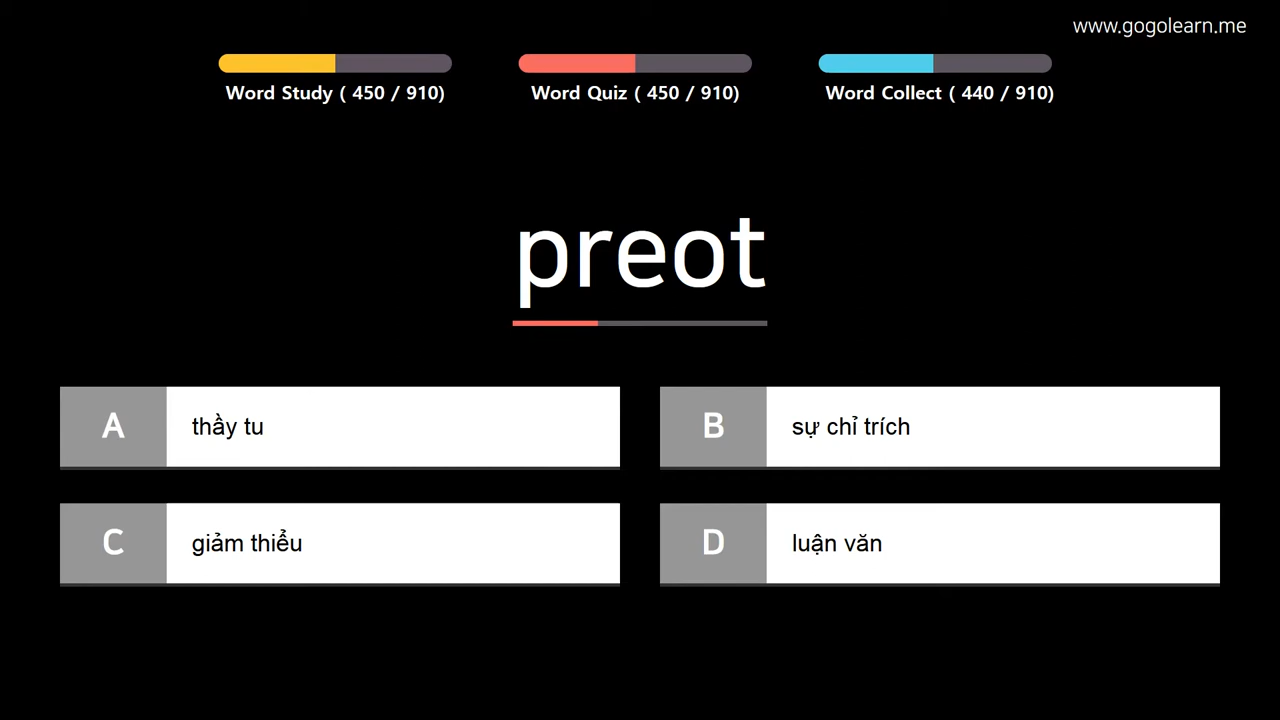 www.gogolearn.me
Word Study ( 450 / 910)
Word Quiz ( 450 / 910)
Word Collect ( 440 / 910)
preot
A
thầy tu
B
sự chỉ trích
C
giảm thiểu
D
luận văn